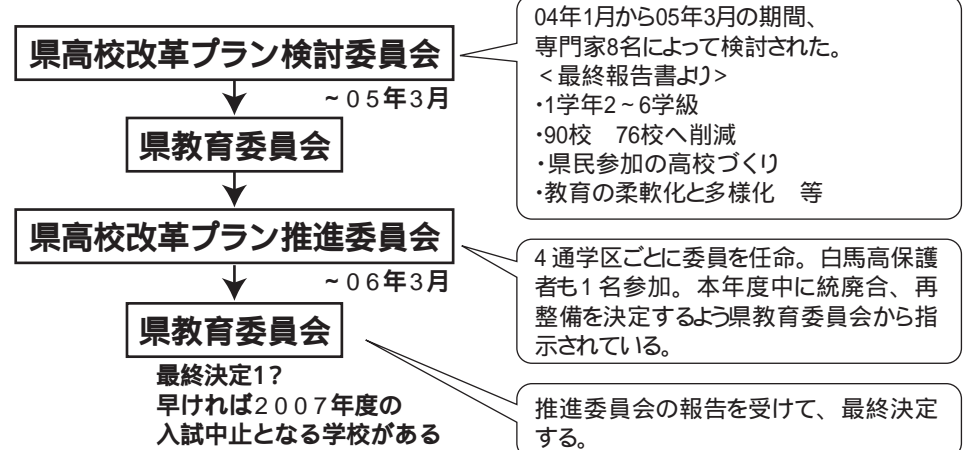 県高校改革プラン検討委員会
~05年3月
県教育委員会
県高校改革プラン推進委員会
~06年3月
県教育委員会
最終決定1?
早ければ2007年度の
入試中止となる学校がある
04年1月から05年3月の期間、
専門家8名によって検討された。
<最終報告書より>
・1学年2~6学級
・90校　76校へ削減
・県民参加の高校づくり
・教育の柔軟化と多様化　等
4通学区ごとに委員を任命。白馬高保護
者も1名参加。本年度中に統廃合、再
整備を決定するよう県教育委員会から指
示されている。
推進委員会の報告を受けて、最終決定
する。